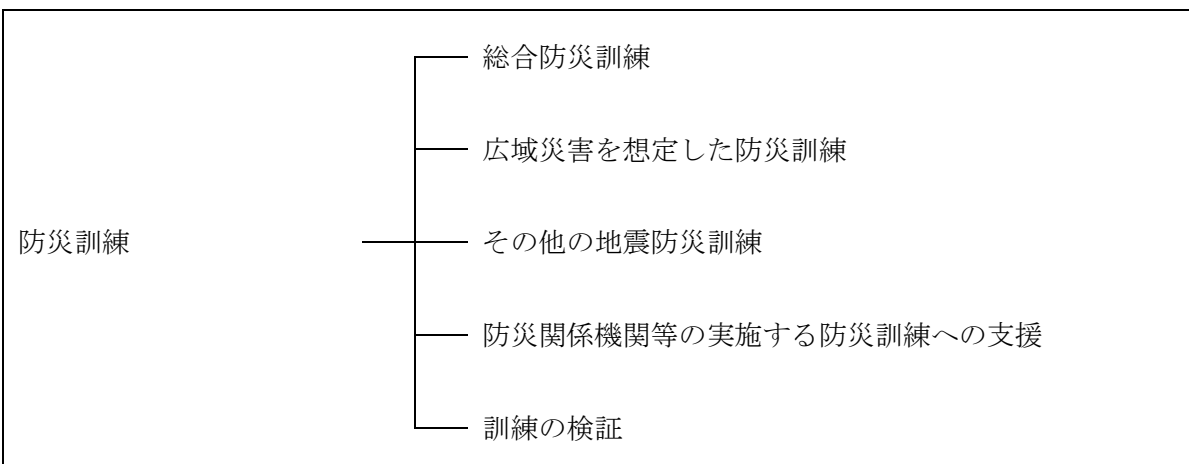 総合防災訓練
広域災害を想定した防災訓練
防災訓練
その他の地震防災訓練
防災関係機関等の実施する防災訓練への支援
訓練の検証